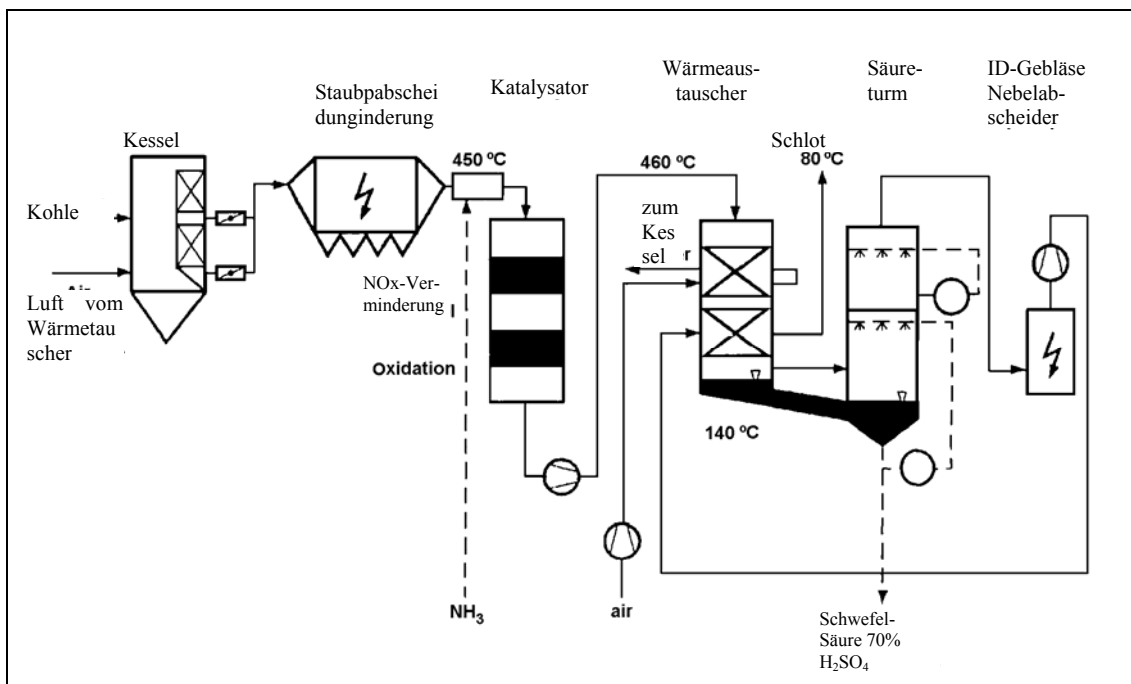 Kessel
Staubpabschei
dunginderung
Katalysator
Wärmeaus-
tauscher
Säure-
turm
ID-Gebläse
Nebelab-
scheider
Schlot
450 ºC
460 ºC
80 ºC
Kohle
zum
Kes
sel
Luft vom
Wärmetau
scher
NOx-Ver-
minderung
Oxidation
140 ºC
NH3
air
Schwefel-
Säure 70%
H2SO4